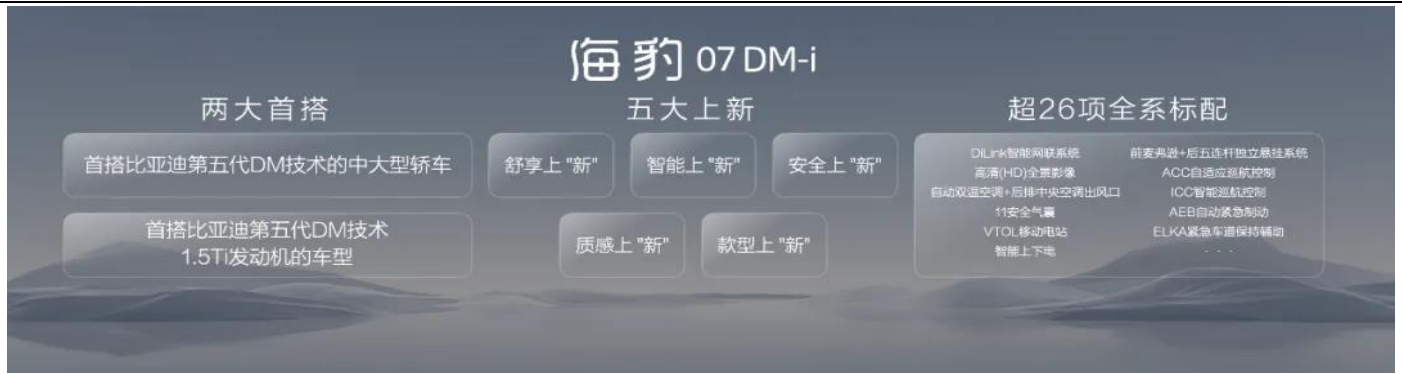 海豹 07 DM-i
两大首搭
首搭比亚迪第五代DM技术的中大型轿车
首搭比亚迪第五代DM技术
1.5Ti发动机的车型
五大上新
舒享上"新"
智能上"新"
安全上"新"
质感上"新"
款型上"新"
超26项全系标配
DiLink智能网联系统
高清(HD)全景影像
自动双温空调+后排中央空调出风口
11安全气囊
VTOL移动电站
智能上下电
前麦弗逊+后五连杆独立悬挂系统
ACC自适应巡航控制
ICC智能巡航控制
AEB自动紧急制动
ELKA紧急车道保持辅助
· · ·